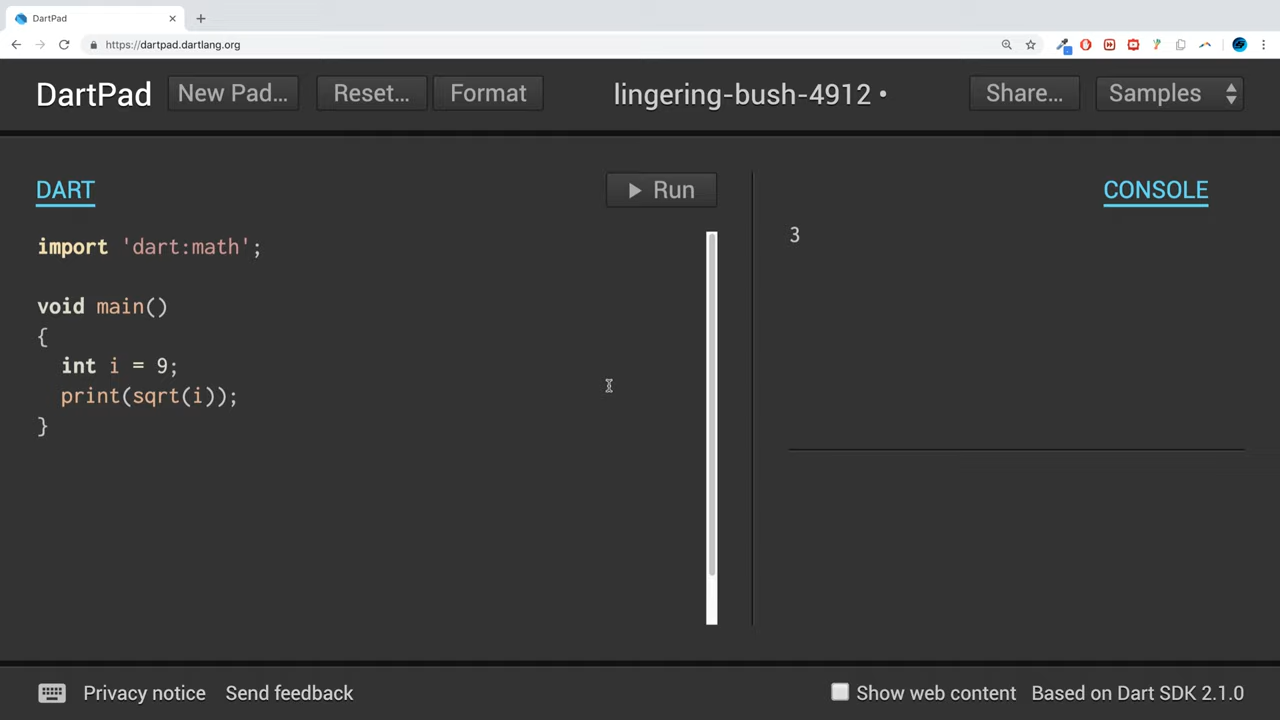 DartPad
https://dartpad.dartlang.org
DartPad
New Pad...
Reset...
Format
lingering-bush-4912 •
Share...
Samples
DART
Run
CONSOLE
import 'dart:math';
void main()
{
int i = 9;
print(sqrt(i));
}
3
Privacy notice
Send feedback
Show web content
Based on Dart SDK 2.1.0